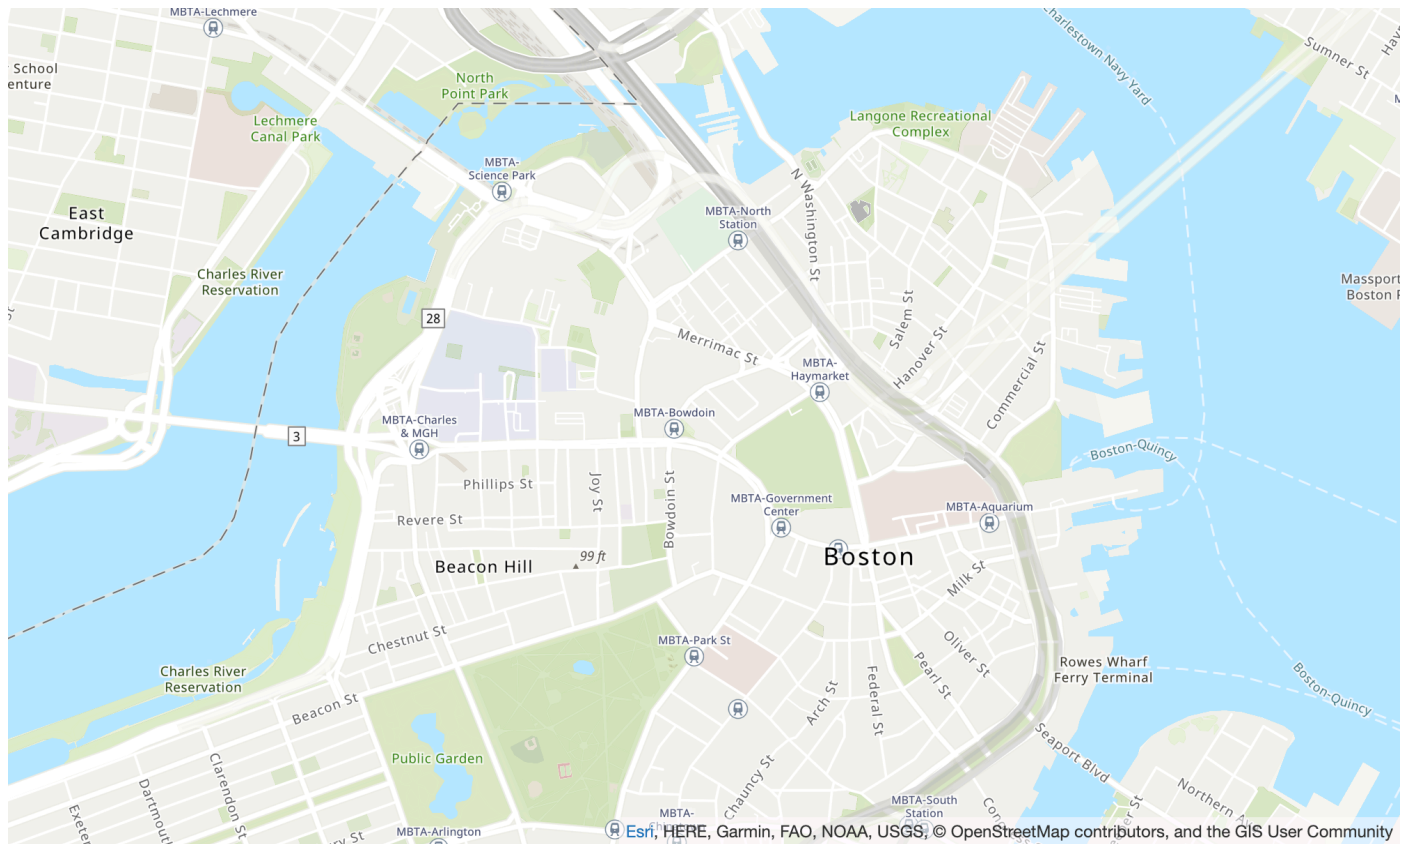 MBTA-Lechmere
School
enture
North
Point Park
Lechmere
Canal Park
MBTA-
Science Park
Charlestown Navy Yard
Sumner St
Langone Recreational
Complex
East
Cambridge
MBTA-North
Station
N Washington St
Charles River
Reservation
Massport
28
Salem St
Merrimac St
Hanover St
Commercial St
MBTA-
Haymarket
MBTA-Charles
& MGH
MBTA-Bowdoin
3
Boston-Quincy
Phillips St
Joy St
Bowdoin St
MBTA-Government
Center
MBTA-Aquarium
Revere St
Beacon Hill
99 ft
Boston
Milk St
Chestnut St
MBTA-Park St
Oliver St
Rowes Wharf
Ferry Terminal
Charles River
Reservation
Pearl St
Boston-Quincy
Beacon St
Arch St
Federal St
Seaport Blvd
Public Garden
Clarendon St
Dartmouth
Chauncy St
Northern Av
Exeter
MBTA-South
Station
MBTA-
MBTA-Arlington
Esri, HERE, Garmin, FAO, NOAA, USGS, © OpenStreetMap contributors, and the GIS User Community